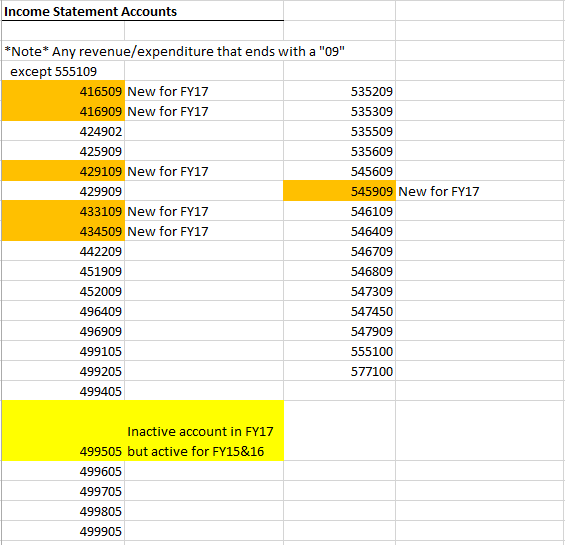 Income Statement Accounts
*Note* Any revenue/expenditure that ends with a "09"
except 555109
416509 New for FY17 535209
416909 New for FY17 535309
424902 535509
425909 535609
429109 New for FY17 545609
429909 545909 New for FY17
433109 New for FY17 546109
434509 New for FY17 546409
442209 546709
451909 546809
452009 547309
496409 547450
496909 547909
499105 555100
499205 577100
499405
Inactive account in FY17
499505 but active for FY15&16
499605
499705
499805
499905